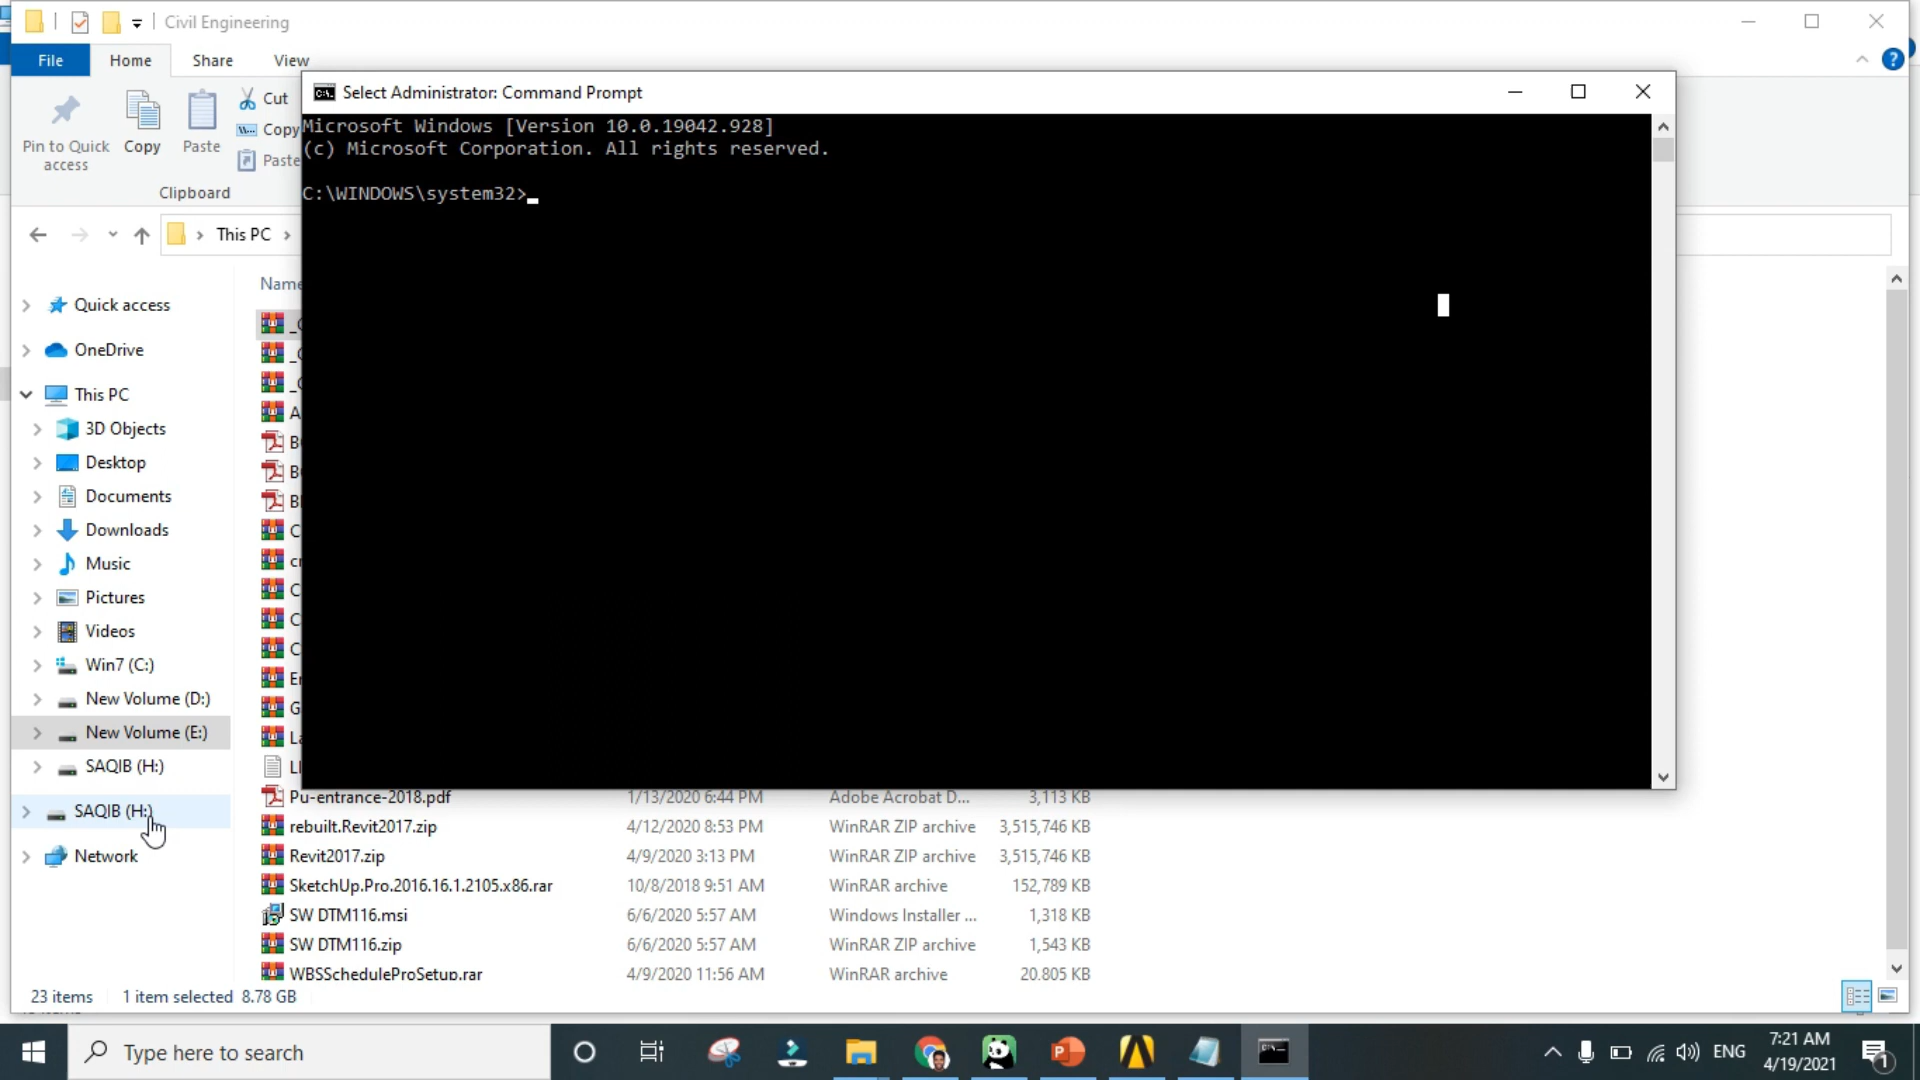 Civil Engineering
File
Home
Share
View
Pin to Quick access
Copy
Paste
Cut
Copy
Paste
Clipboard
This PC
Select Administrator: Command Prompt
Microsoft Windows [Version 10.0.19042.928]
(c) Microsoft Corporation. All rights reserved.
C:\WINDOWS\system32>
Quick access
OneDrive
This PC
3D Objects
Desktop
Documents
Downloads
Music
Pictures
Videos
Win7 (C:)
New Volume (D:)
New Volume (E:)
SAQIB (H:)
SAQIB (H:)
Network
Name
Pu-entrance-2018.pdf 1/13/2020 6:44 PM Adobe Acrobat D... 3,113 KB
rebuilt.Revit2017.zip 4/12/2020 8:53 PM WinRAR ZIP archive 3,515,746 KB
Revit2017.zip 4/9/2020 3:13 PM WinRAR ZIP archive 3,515,746 KB
SketchUp.Pro.2016.16.1.2105.x86.rar 10/8/2018 9:51 AM WinRAR archive 152,789 KB
SW DTM116.msi 6/6/2020 5:57 AM Windows Installer ... 1,318 KB
SW DTM116.zip 6/6/2020 5:57 AM WinRAR ZIP archive 1,543 KB
WBSScheduleProSetup.rar 4/9/2020 11:56 AM WinRAR archive 20,805 KB
23 items 1 item selected 8.78 GB
Type here to search
ENG
7:21 AM
4/19/2021
1